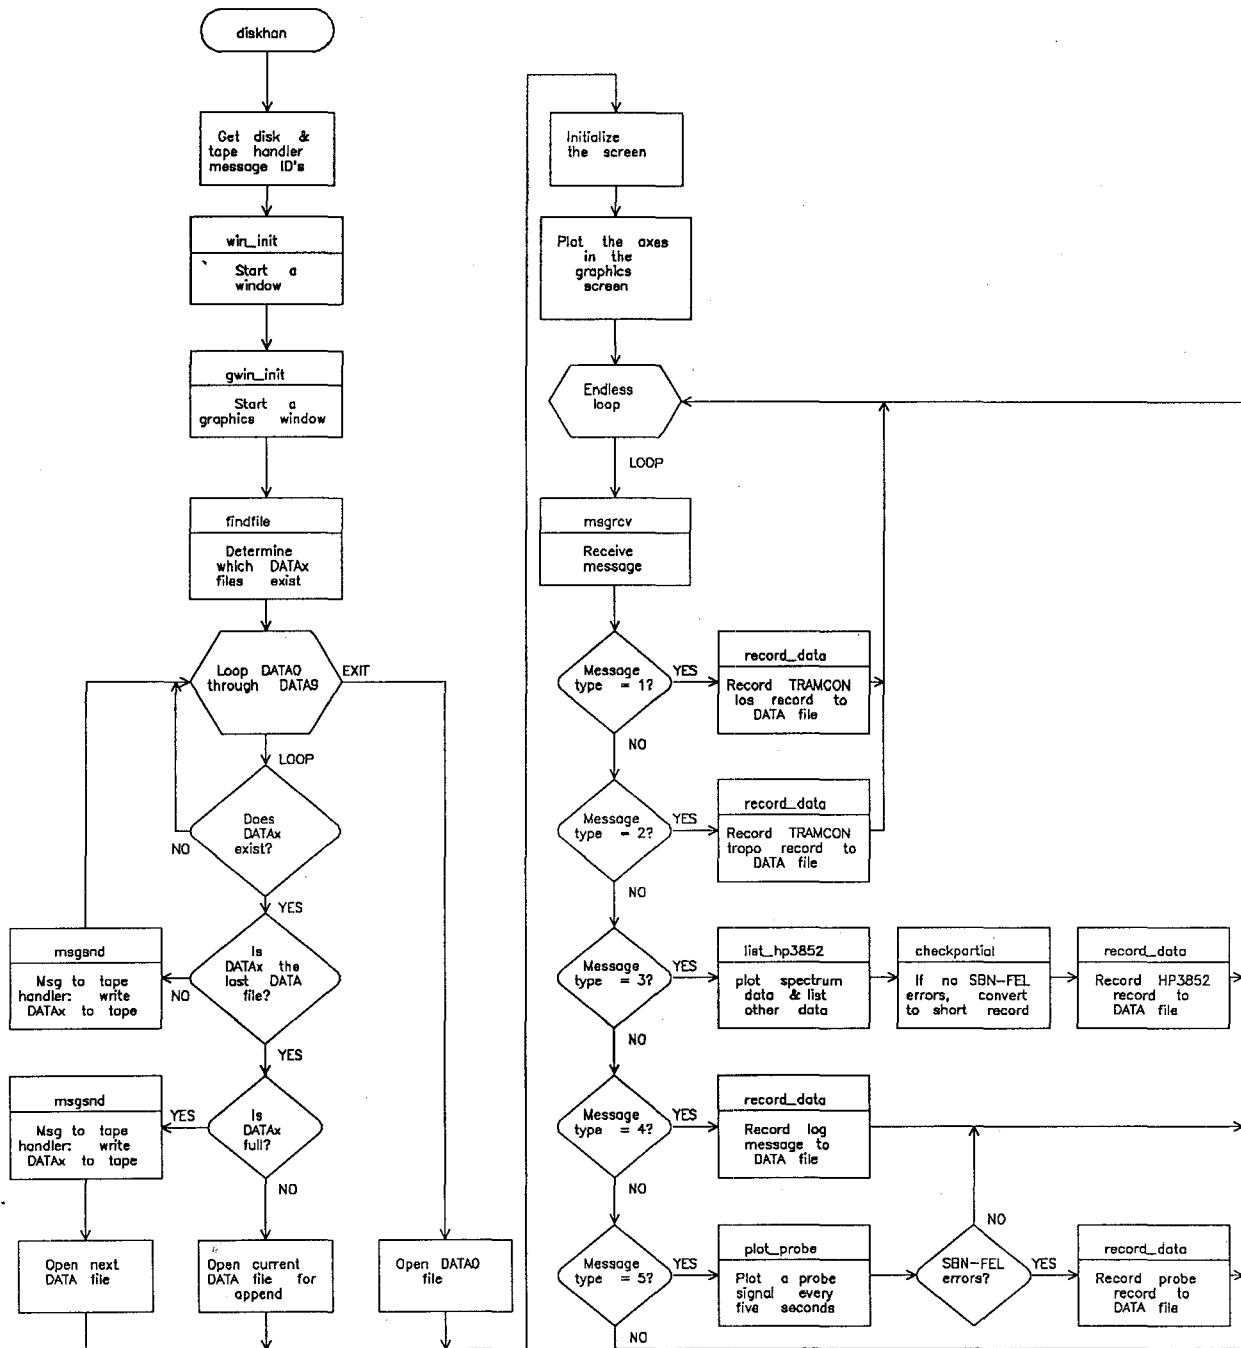 diskhan
Get disk &
tape handler
message ID's
win_init
Start a
window
gwin_init
Start a
graphics window
findfile
Determine
which DATAx
files exist
Loop DATA0
through DATA9
EXIT
LOOP
Does
DATAx
exist?
NO
YES
msgsnd
Msg to tape
handler: write
DATAx to tape
Is
DATAx the
last DATA
file?
NO
YES
msgsnd
Msg to tape
handler: write
DATAx to tape
YES
Is
DATAx
full?
NO
Open next
DATA file
Open current
DATA file for
append
Open DATA0
file
Initialize
the screen
Plot the axes
in the
graphics
screen
Endless
loop
LOOP
msgrcv
Receive
message
Message
type = 1?
YES
NO
record_data
Record TRAMCON
los record to
DATA file
Message
type = 2?
YES
NO
record_data
Record TRAMCON
tropo record to
DATA file
Message
type = 3?
YES
NO
list_hp3852
plot spectrum
data & list
other data
checkpartial
If no SBN-FEL
errors, convert
to short record
record_data
Record HP3852
record to
DATA file
Message
type = 4?
YES
NO
record_data
Record log
message to
DATA file
Message
type = 5?
YES
NO
plot_probe
Plot a probe
signal every
five seconds
NO
SBN-FEL
errors?
YES
record_data
Record probe
record to
DATA file